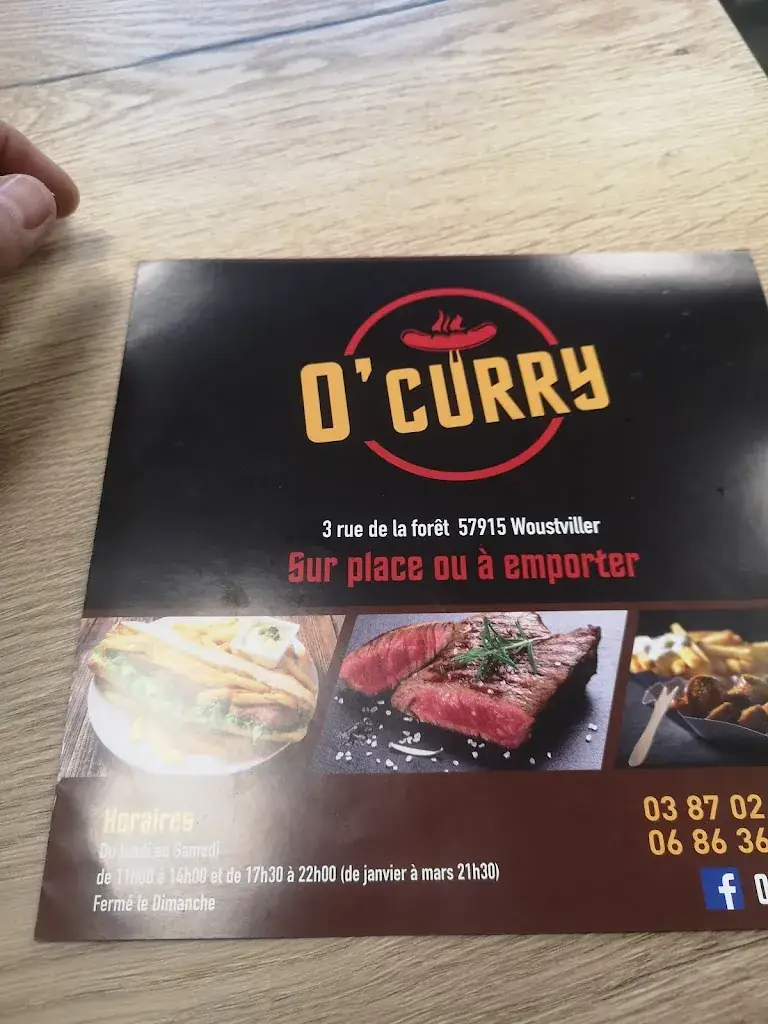 O'CURRY
3 rue de la forêt 57915 Woustviller
Sur place ou à emporter
Horaires
Du lundi au Samedi
de 11h00 à 14h00 et de 17h30 à 22h00 (de janvier à mars 21h30)
Fermé le Dimanche
03 87 02
06 86 36
f